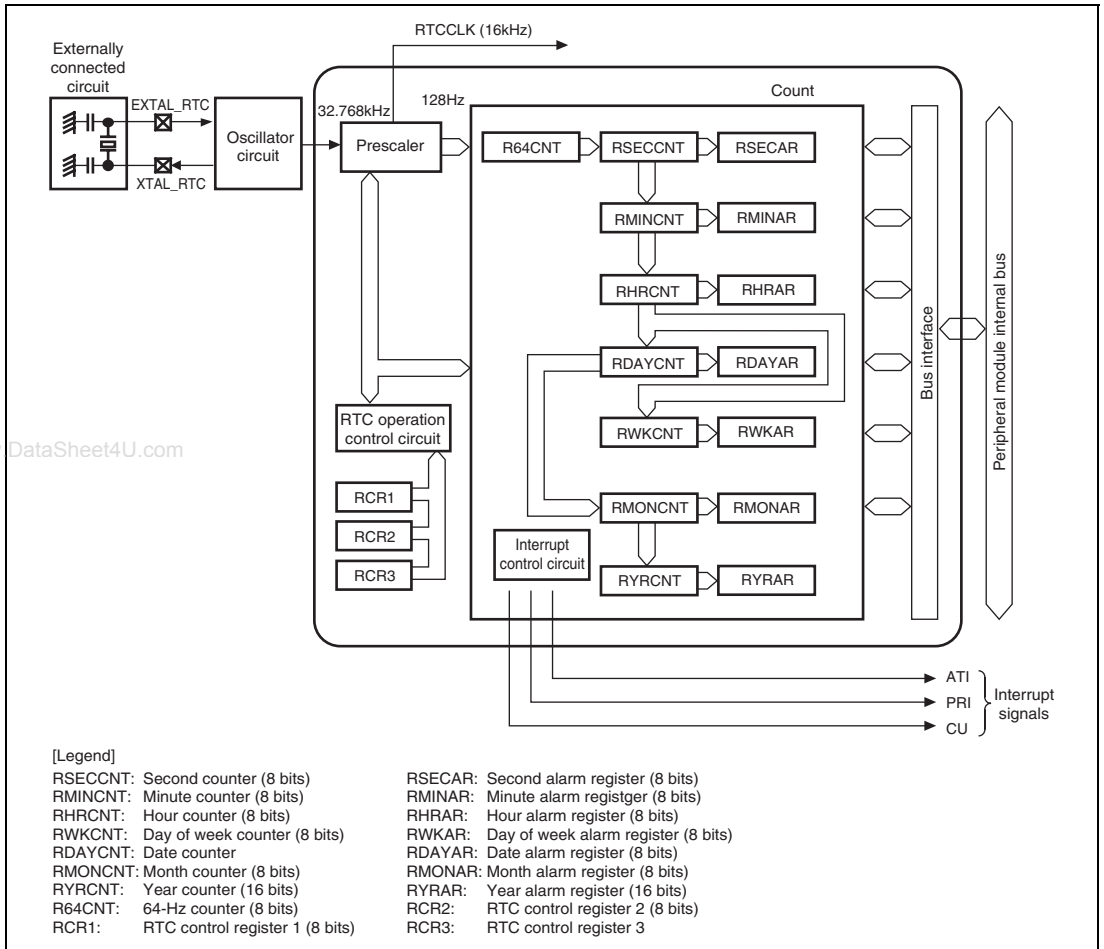 RTCCLK (16kHz)
Externally
connected
circuit
EXTAL_RTC
XTAL_RTC
Oscillator
circuit
32.768kHz
128Hz
Prescaler
Count
R64CNT
RSECCNT
RSECAR
RMINCNT
RMINAR
RHRCNT
RHRAR
RDAYCNT
RDAYAR
RWKCNT
RWKAR
RMONCNT
RMONAR
RYRCNT
RYRAR
RTC operation
control circuit
RCR1
RCR2
RCR3
Interrupt
control circuit
Bus interface
Peripheral module internal bus
DataSheet4U.com
ATI
PRI
CU
Interrupt
signals
[Legend]
RSECCNT: Second counter (8 bits)
RMINCNT: Minute counter (8 bits)
RHRCNT: Hour counter (8 bits)
RWKCNT: Day of week counter (8 bits)
RDAYCNT: Date counter
RMONCNT: Month counter (8 bits)
RYRCNT: Year counter (16 bits)
R64CNT: 64-Hz counter (8 bits)
RCR1: RTC control register 1 (8 bits)
RSECAR: Second alarm register (8 bits)
RMINAR: Minute alarm registger (8 bits)
RHRAR: Hour alarm register (8 bits)
RWKAR: Day of week alarm register (8 bits)
RDAYAR: Date alarm register (8 bits)
RMONAR: Month alarm register (8 bits)
RYRAR: Year alarm register (16 bits)
RCR2: RTC control register 2 (8 bits)
RCR3: RTC control register 3